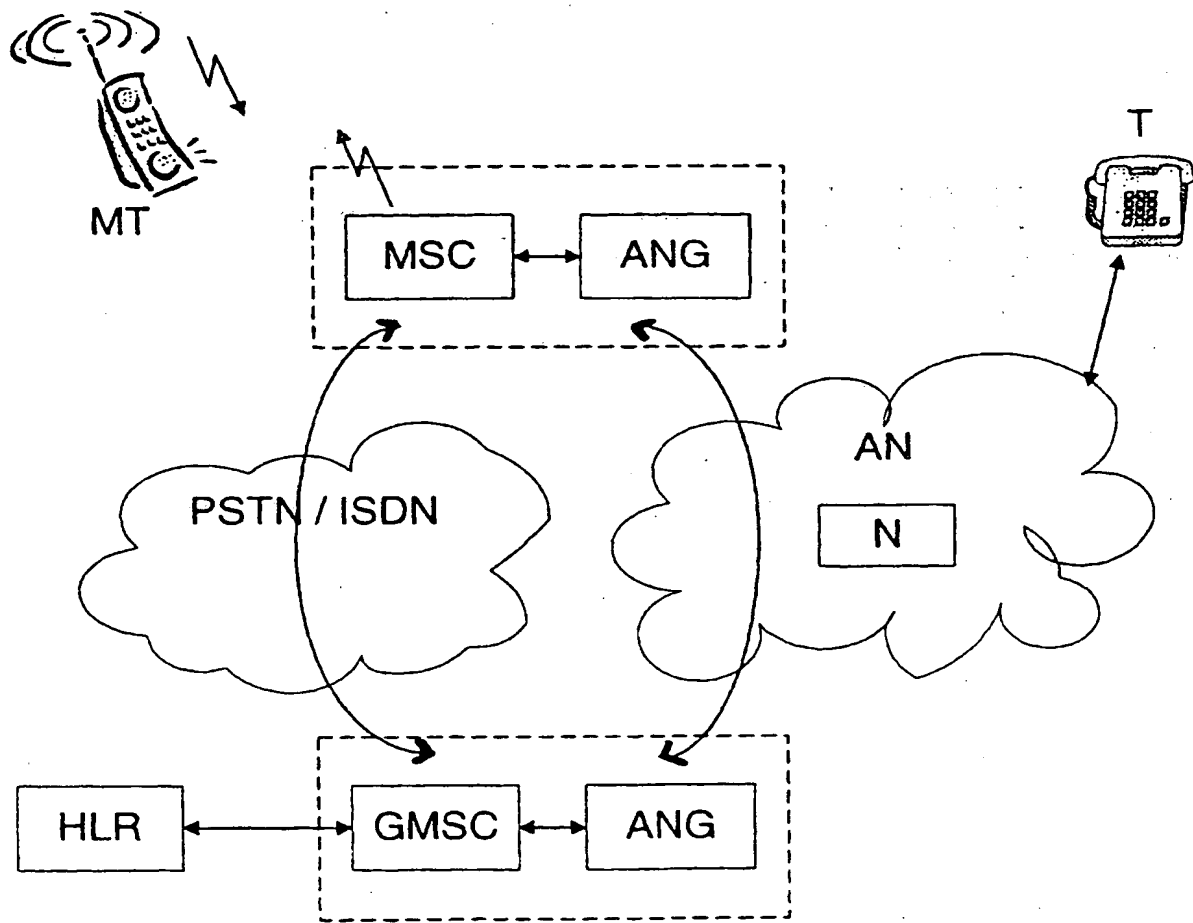 T
MT
MSC
ANG
AN
PSTN / ISDN
N
HLR
GMSC
ANG